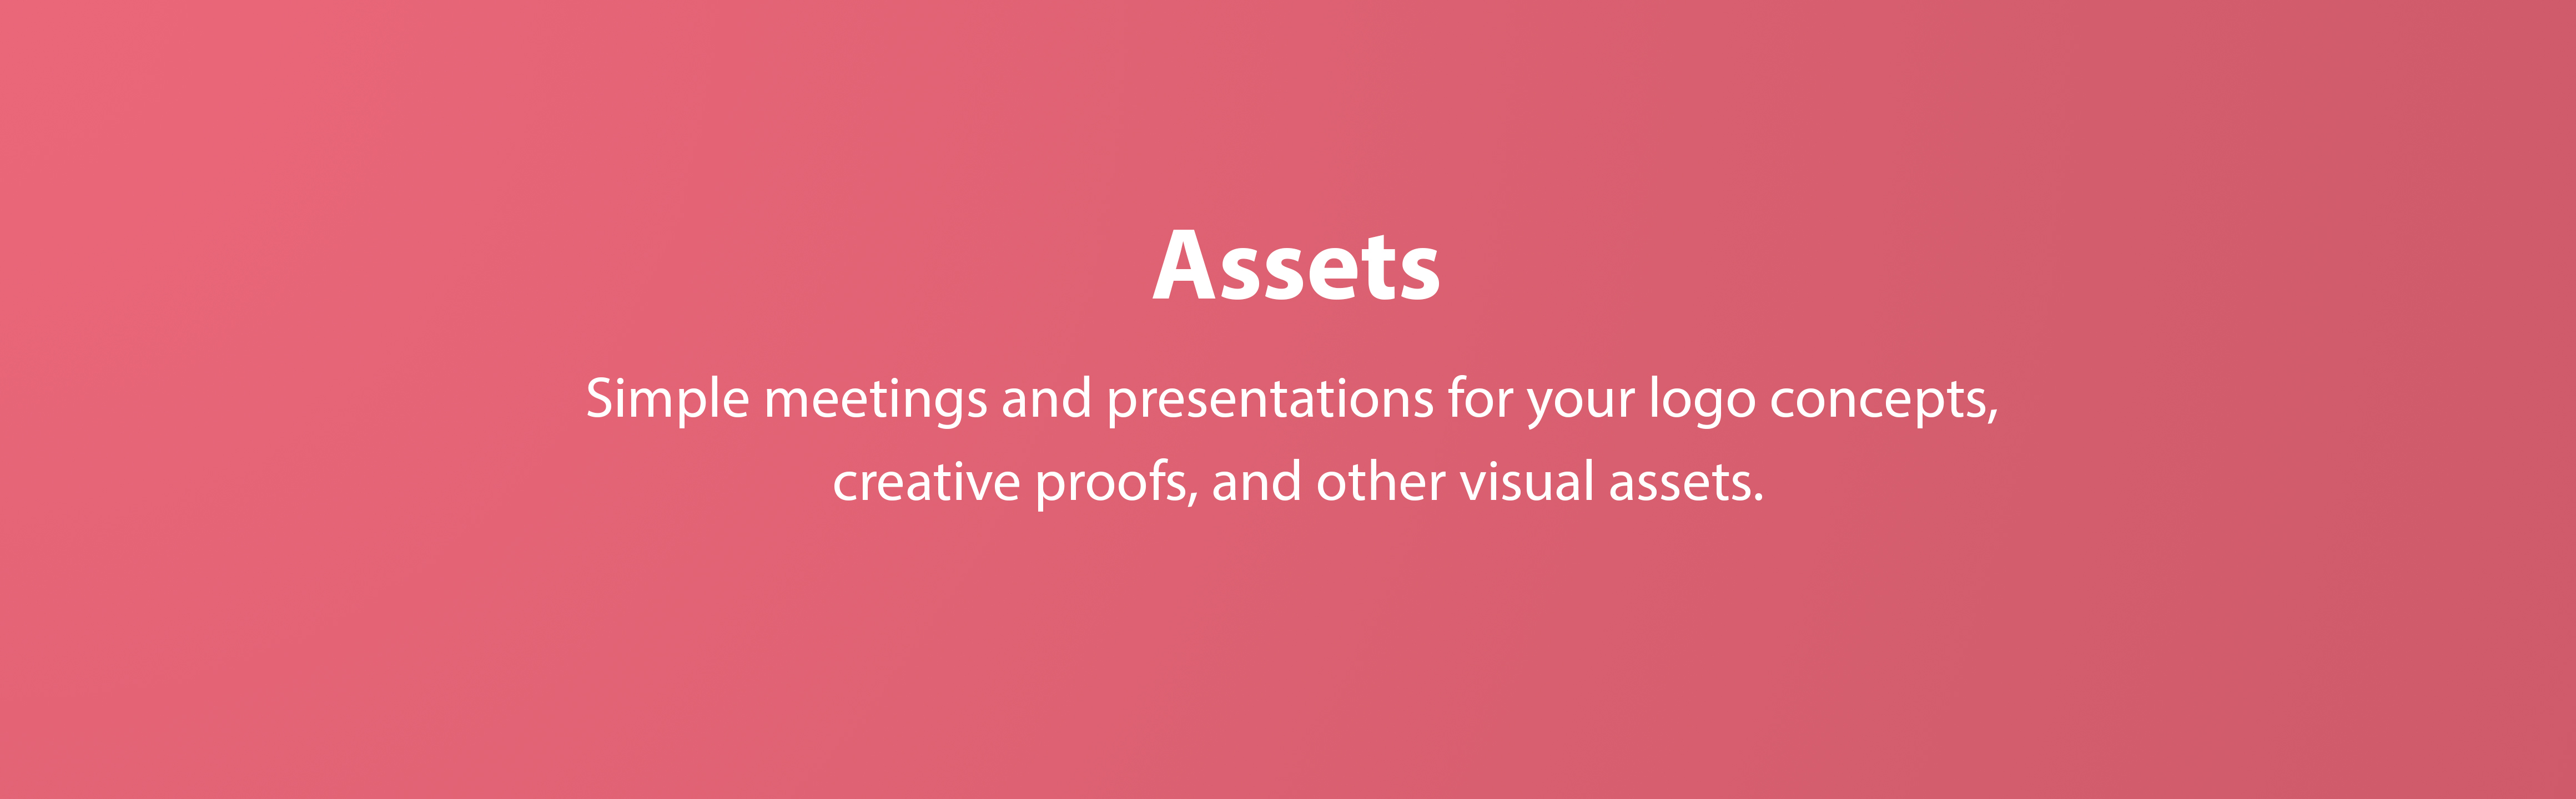 Assets
Simple meetings and presentations for your logo concepts,
creative proofs, and other visual assets.